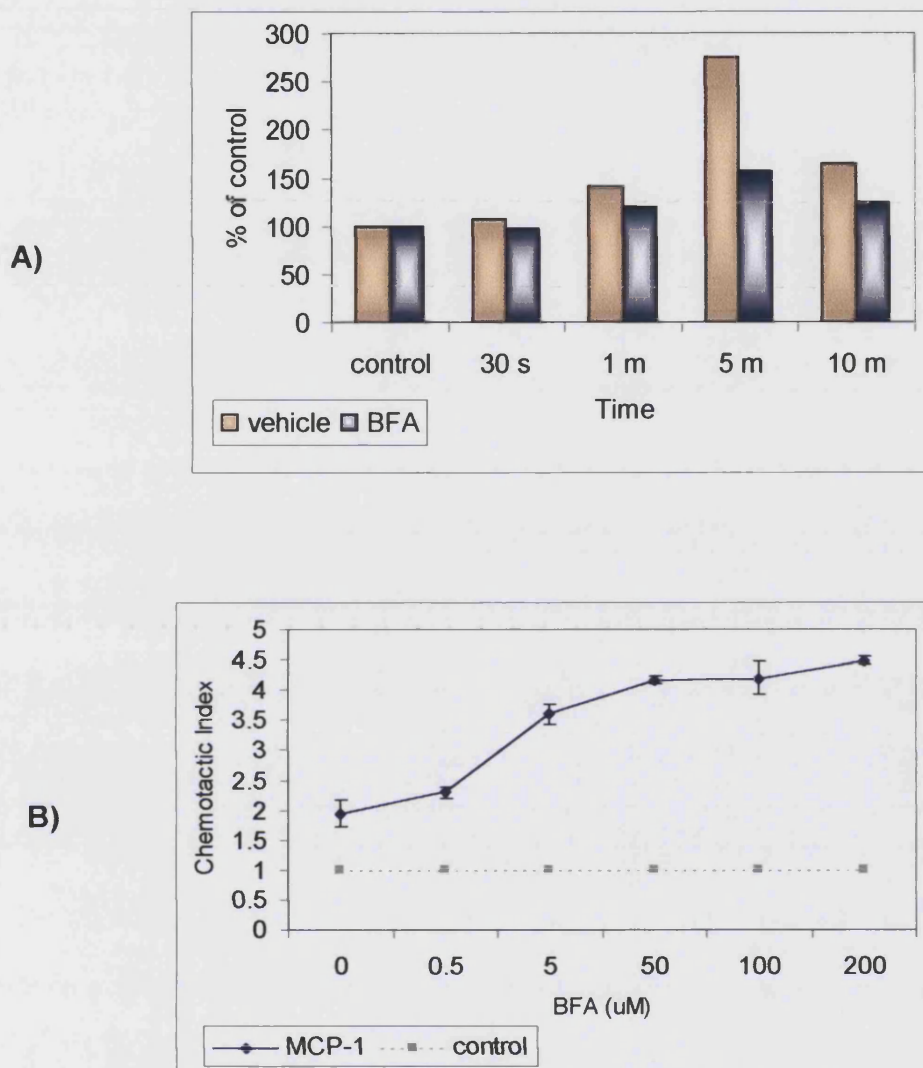 A)
% of control
300
250
200
150
100
50
0
control 30 s 1 m 5 m 10 m
Time
vehicle BFA
B)
Chemotactic Index
5
4.5
4
3.5
3
2.5
2
1.5
1
0.5
0
0 0.5 5 50 100 200
BFA (uM)
MCP-1 control